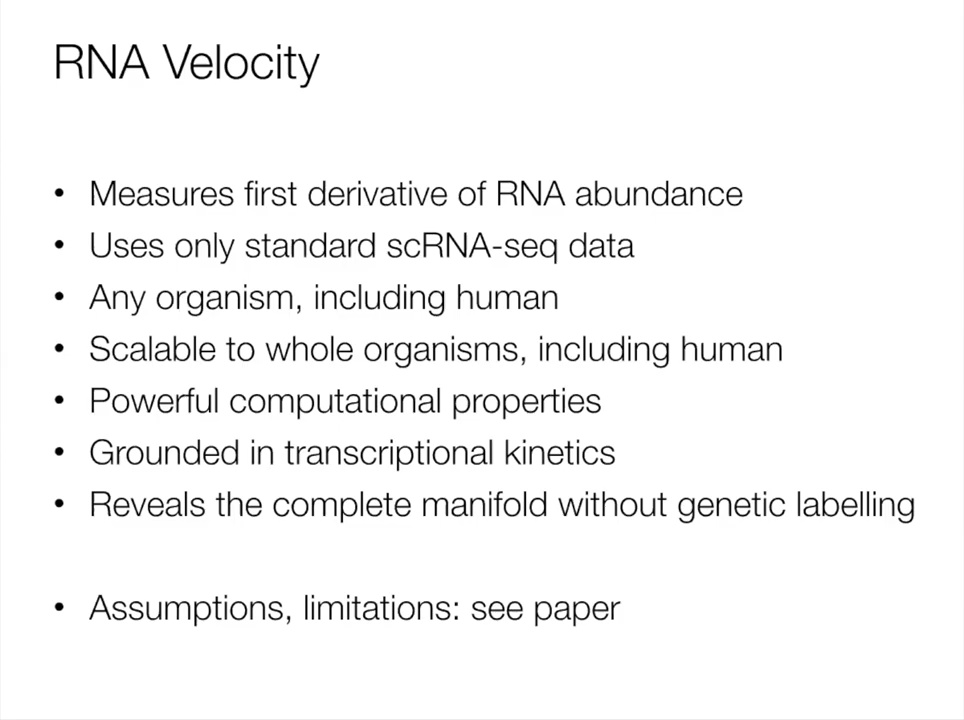 RNA Velocity
• Measures first derivative of RNA abundance
• Uses only standard scRNA-seq data
• Any organism, including human
• Scalable to whole organisms, including human
• Powerful computational properties
• Grounded in transcriptional kinetics
• Reveals the complete manifold without genetic labelling
• Assumptions, limitations: see paper